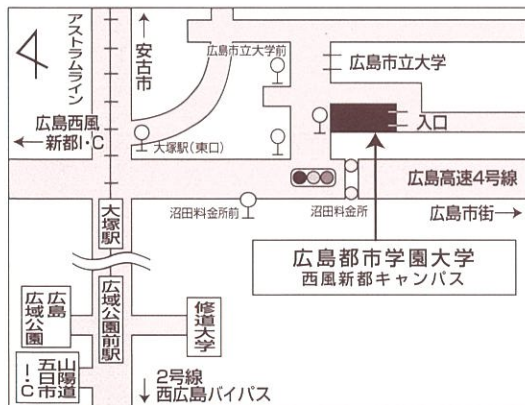 アストラムライン
安古市
広島市立大学前
広島市立大学
広島西風
新都I・C
大塚駅(東口)
入口
広島高速4号線
沼田料金所前
沼田料金所
広島市街
大塚駅
広島都市学園大学
西風新都キャンパス
広島
広域公園
広域公園前駅
修道大学
山陽道
五日市
I・C
2号線
西広島バイパス